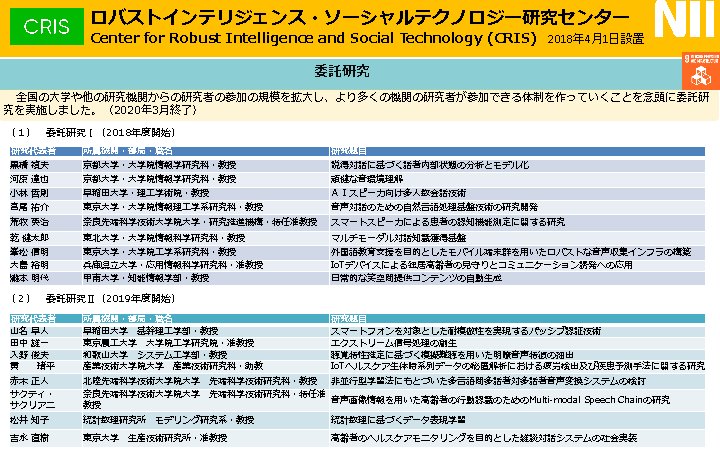 CRIS
ロバストインテリジェンス・ソーシャルテクノロジー研究センター
Center for Robust Intelligence and Social Technology (CRIS) 2018年4月1日設置
NII
委託研究
全国の大学や他の研究機関からの研究者の参加の規模を拡大し、より多くの機関の研究者が参加できる体制を作っていくことを念頭に委託研
究を実施しました。（2020年3月終了）
（１） 委託研究Ⅰ（2018年度開始）
研究代表者 所属機関・部局・職名 研究題目
黒橋 禎夫 京都大学・大学院情報学研究科・教授 説得対話に基づく話者内部状態の分析とモデル化
河原 達也 京都大学・大学院情報学研究科・教授 頑健な音環境理解
小林 哲則 早稲田大学・理工学術院・教授 ＡＩスピーカ向け多人数会話技術
宮尾 祐介 東京大学・大学院情報理工学系研究科・教授 音声対話のための自然言語処理基盤技術の研究開発
荒牧 英治 奈良先端科学技術大学院大学・研究推進機構・特任准教授 スマートスピーカによる患者の認知機能測定に関する研究
乾 健太郎 東北大学・大学院情報科学研究科・教授 マルチモーダル対話知識獲得基盤
峯松 信明 東京大学・大学院工学系研究科・教授 外国語教育支援を目的としたモバイル端末群を用いたロバストな音声収集インフラの構築
大島 裕明 兵庫県立大学・応用情報科学研究科・准教授 IoTデバイスによる独居高齢者の見守りとコミュニケーション誘発への応用
灘本 明代 甲南大学・知能情報学部・教授 日常的な笑空間提供コンテンツの自動生成
（２） 委託研究Ⅱ（2019年度開始）
研究代表者 所属機関・部局・職名 研究題目
山名 早人 早稲田大学 基幹理工学部・教授 スマートフォンを対象とした耐模倣性を実現するパッシブ認証技術
田中 雄一 東京農工大学 大学院工学研究院・准教授 エクストリーム信号処理の創生
入野 俊夫 和歌山大学 システム工学部・教授 聴覚特性推定に基づく模擬難聴を用いた明瞭音声特徴の抽出
黄 緒平 産業技術大学院大学 産業技術研究科・助教 IoTヘルスケア生体時系列データの秘匿解析における疲労検出及び疾患予測手法に関する研究
赤木 正人 北陸先端科学技術大学院大学 先端科学技術研究科・教授 非並行型学習法にもとづいた多言語間多話者対多話者音声変換システムの検討
サクティ・サクリアニ 奈良先端科学技術大学院大学 先端科学技術研究科・特任准教授 音声画像情報を用いた高齢者の行動認識のためのMulti-modal Speech Chainの研究
松井 知子 統計数理研究所 モデリング研究系・教授 統計数理に基づくデータ表現学習
吉永 直樹 東京大学 生産技術研究所・准教授 高齢者のヘルスケアモニタリングを目的とした雑談対話システムの社会実装